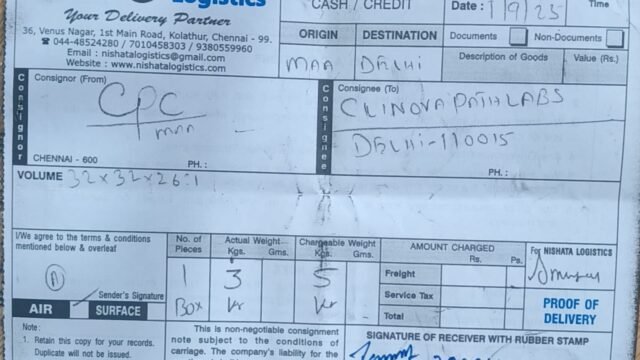 Logistics
Your Delivery Partner
36, Venus Nagar, 1st Main Road, Kolathur, Chennai - 99.
044-48524280 / 7010458303 / 9380559960
Email : nishatalogistics@gmail.com
Website : www.nishatalogistics.com
CASH / CREDIT
Date : 1/9/25
Time
ORIGIN
DESTINATION
Documents
Non-Documents
MAA
DELHI
Description of Goods
Value (Rs.)
Consignor
Consignor (From)
CPC
MAA
CHENNAI - 600
PH. :
Consignee
Consignee (To)
CLINOVA PATH LABS
DELHI-110015
PH. :
VOLUME 32x32x26:1
I/We agree to the terms & conditions
mentioned below & overleaf
Sender's Signature
AIR
SURFACE
No. of Pieces
Actual Weight
Kgs. Gms.
Chargeable Weight
Kgs. Gms.
1
3
5
Box
Kr
Kr
AMOUNT CHARGED
Rs. Ps.
Freight
Service Tax
Total
For NISHATA LOGISTICS
PROOF OF
DELIVERY
Note :
1. Retain this copy for your records.
Duplicate will not be issued.
This is non-negotiable consignment
note subject to the conditions of
carriage. The company's liability for the
SIGNATURE OF RECEIVER WITH RUBBER STAMP